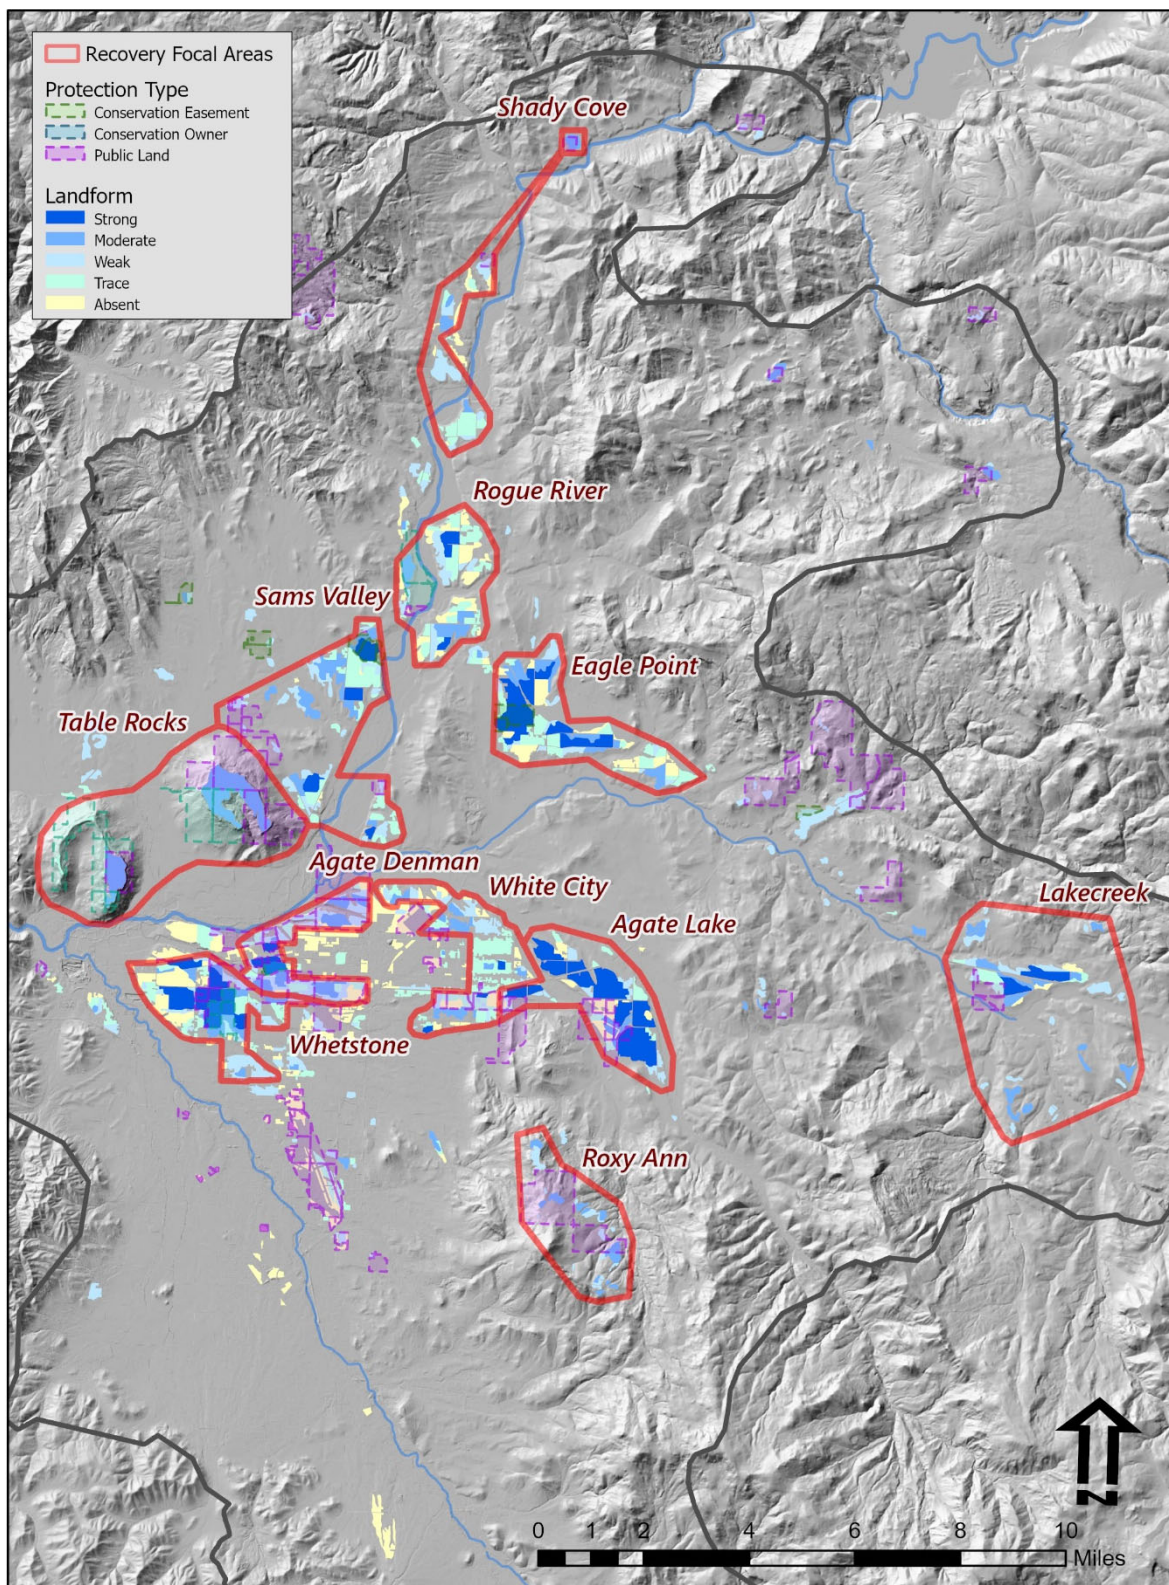 Recovery Focal Areas
Protection Type
Conservation Easement
Conservation Owner
Public Land
Landform
Strong
Moderate
Weak
Trace
Absent
Shady Cove
Rogue River
Sams Valley
Eagle Point
Table Rocks
Agate Denman
White City
Agate Lake
Lakecreek
Whetstone
Roxy Ann
N
0 1 2 4 6 8 10
Miles